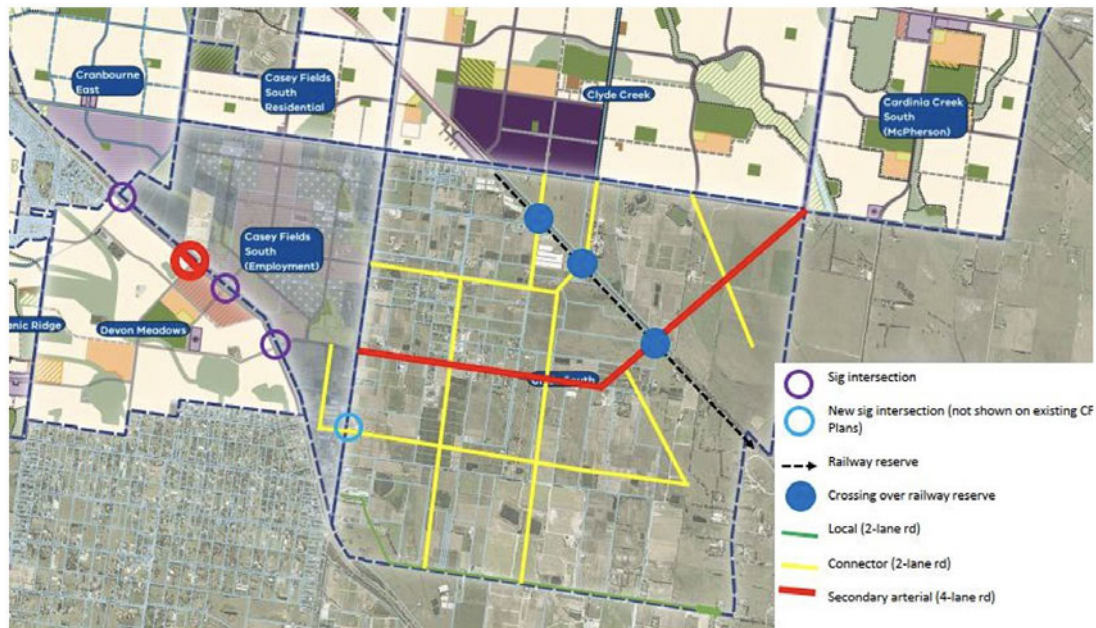 Cranbourne
East
Casey Fields
South
Residential
Clyde Creek
Cardinia Creek
South
(McPherson)
Casey Fields
South
(Employment)
Devon Meadows
Ridge
South
Sig intersection
New sig intersection (not shown on existing CF
Plans)
Railway reserve
Crossing over railway reserve
Local (2-lane rd)
Connector (2-lane rd)
Secondary arterial (4-lane rd)